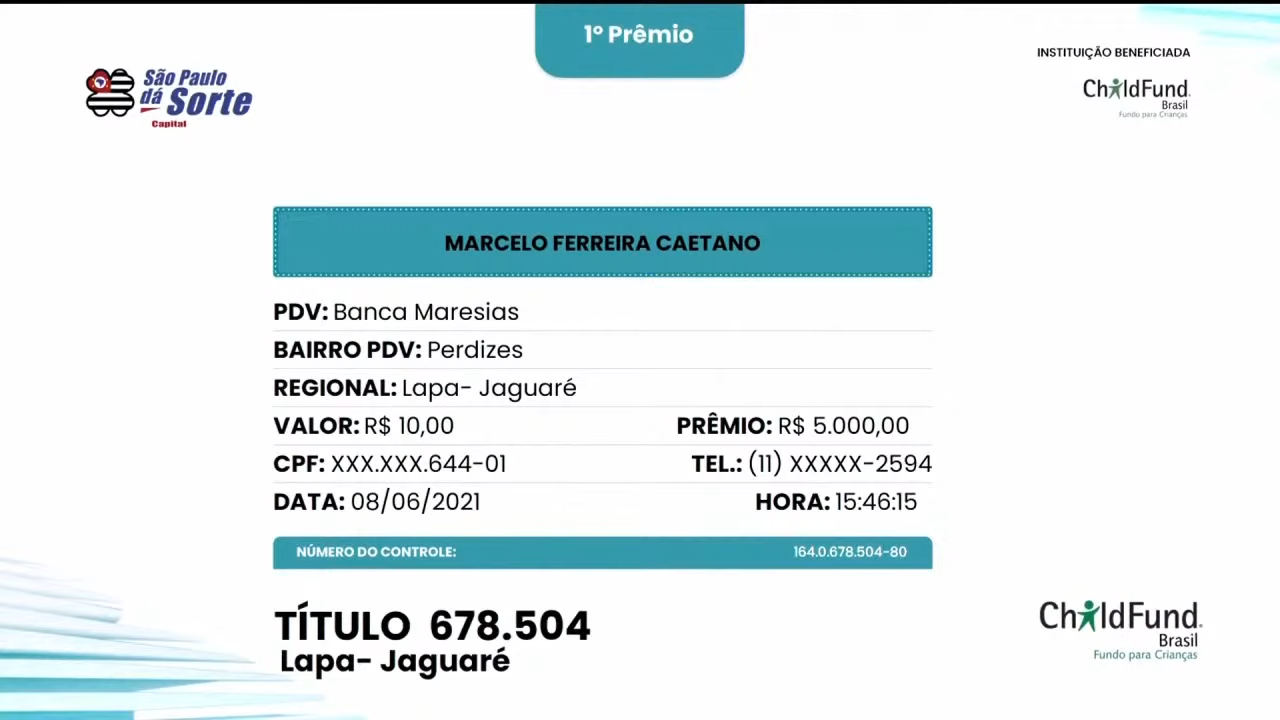 1º Prêmio
INSTITUIÇÃO BENEFICIADA
São Paulo
dá Sorte
Capital
ChildFund
Brasil
Fundo para Crianças
MARCELO FERREIRA CAETANO
PDV: Banca Maresias
BAIRRO PDV: Perdizes
REGIONAL: Lapa- Jaguaré
VALOR: R$ 10,00 PRÊMIO: R$ 5.000,00
CPF: XXX.XXX.644-01 TEL.: (11) XXXXX-2594
DATA: 08/06/2021 HORA: 15:46:15
NÚMERO DO CONTROLE: 164.0.678.504-80
TÍTULO 678.504
Lapa- Jaguaré
ChildFund
Brasil
Fundo para Crianças